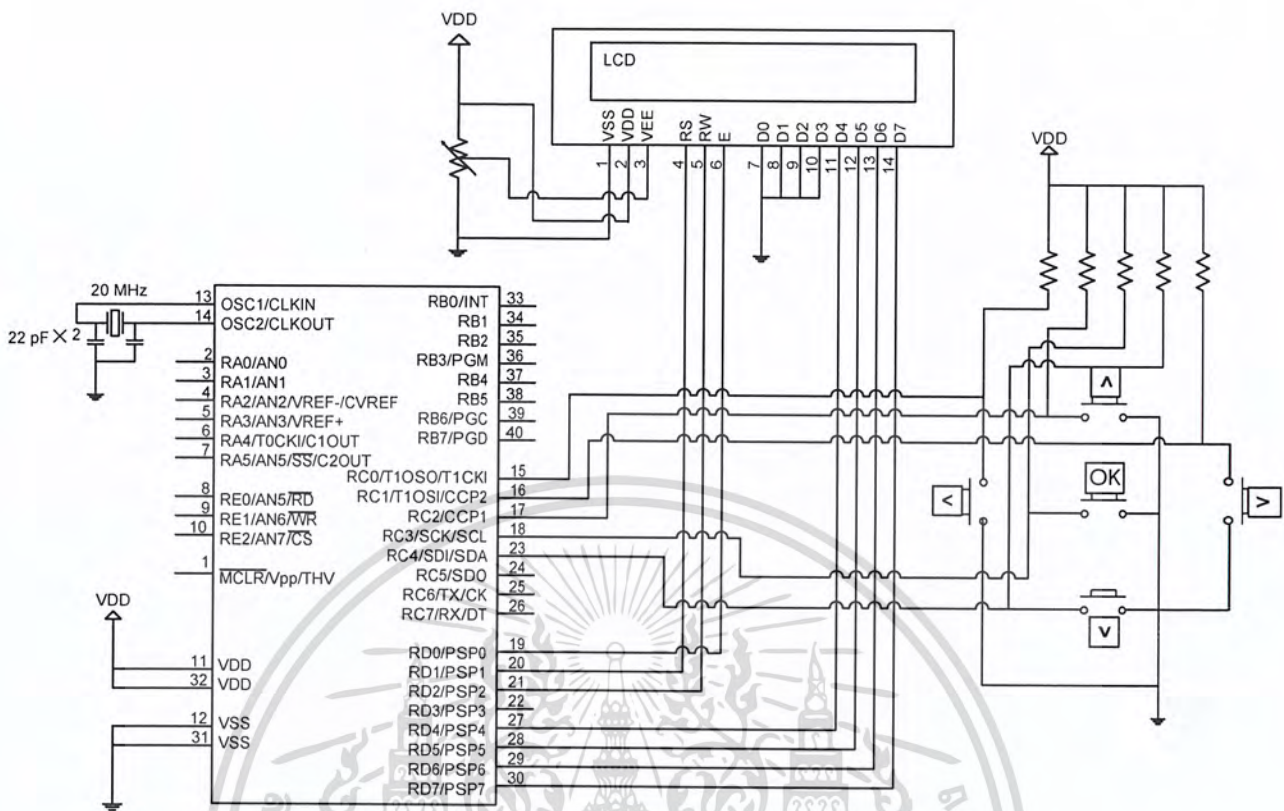 VDD
LCD
VSS
VDD
VEE
RS
RW
E
D0
D1
D2
D3
D4
D5
D6
D7
1
2
3
4
5
6
7
8
9
10
11
12
13
14
VDD
20 MHz
22 pF × 2
13 OSC1/CLKIN
14 OSC2/CLKOUT
2 RA0/AN0
3 RA1/AN1
4 RA2/AN2/VREF-/CVREF
5 RA3/AN3/VREF+
6 RA4/T0CKI/C1OUT
7 RA5/AN5/SS/C2OUT
8 RE0/AN5/RD
9 RE1/AN6/WR
10 RE2/AN7/CS
1 MCLR/Vpp/THV
VDD
11 VDD
32 VDD
12 VSS
31 VSS
RB0/INT 33
RB1 34
RB2 35
RB3/PGM 36
RB4 37
RB5 38
RB6/PGC 39
RB7/PGD 40
RC0/T1OSO/T1CKI 15
RC1/T1OSI/CCP2 16
RC2/CCP1 17
RC3/SCK/SCL 18
RC4/SDI/SDA 23
RC5/SDO 24
RC6/TX/CK 25
RC7/RX/DT 26
RD0/PSP0 19
RD1/PSP1 20
RD2/PSP2 21
RD3/PSP3 22
RD4/PSP4 27
RD5/PSP5 28
RD6/PSP6 29
RD7/PSP7 30
^
<
OK
>
v